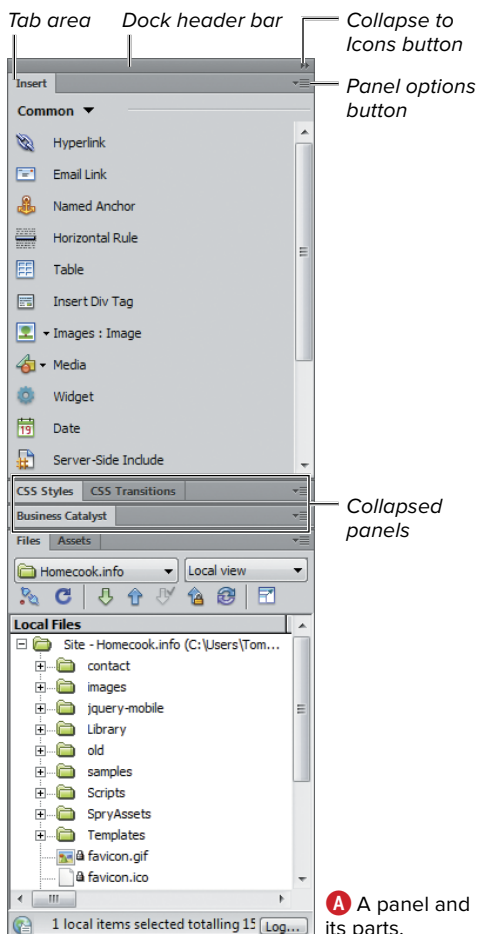 Tab area Dock header bar Collapse to
Icons button
Insert
Panel options
button
Common
Hyperlink
Email Link
Named Anchor
Horizontal Rule
Table
Insert Div Tag
Images : Image
Media
Widget
19 Date
Server-Side Include
CSS Styles CSS Transitions
Business Catalyst
Collapsed
panels
Files Assets
Homecook.info Local view
Local Files
Site - Homecook.info (C:\Users\Tom...
contact
images
jquery-mobile
Library
old
samples
Scripts
SpryAssets
Templates
favicon.gif
favicon.ico
1 local items selected totalling 15 Log...
A A panel and
its parts.